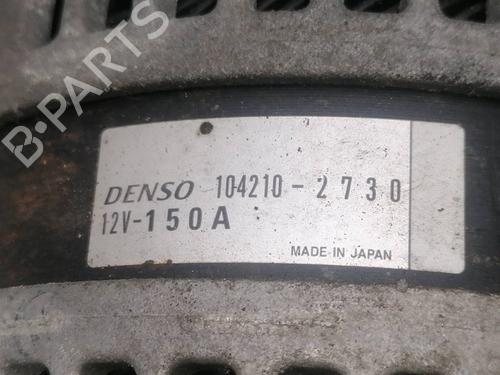 B-PARTS
DENSO 104210-2730
12V-150A
MADE IN JAPAN